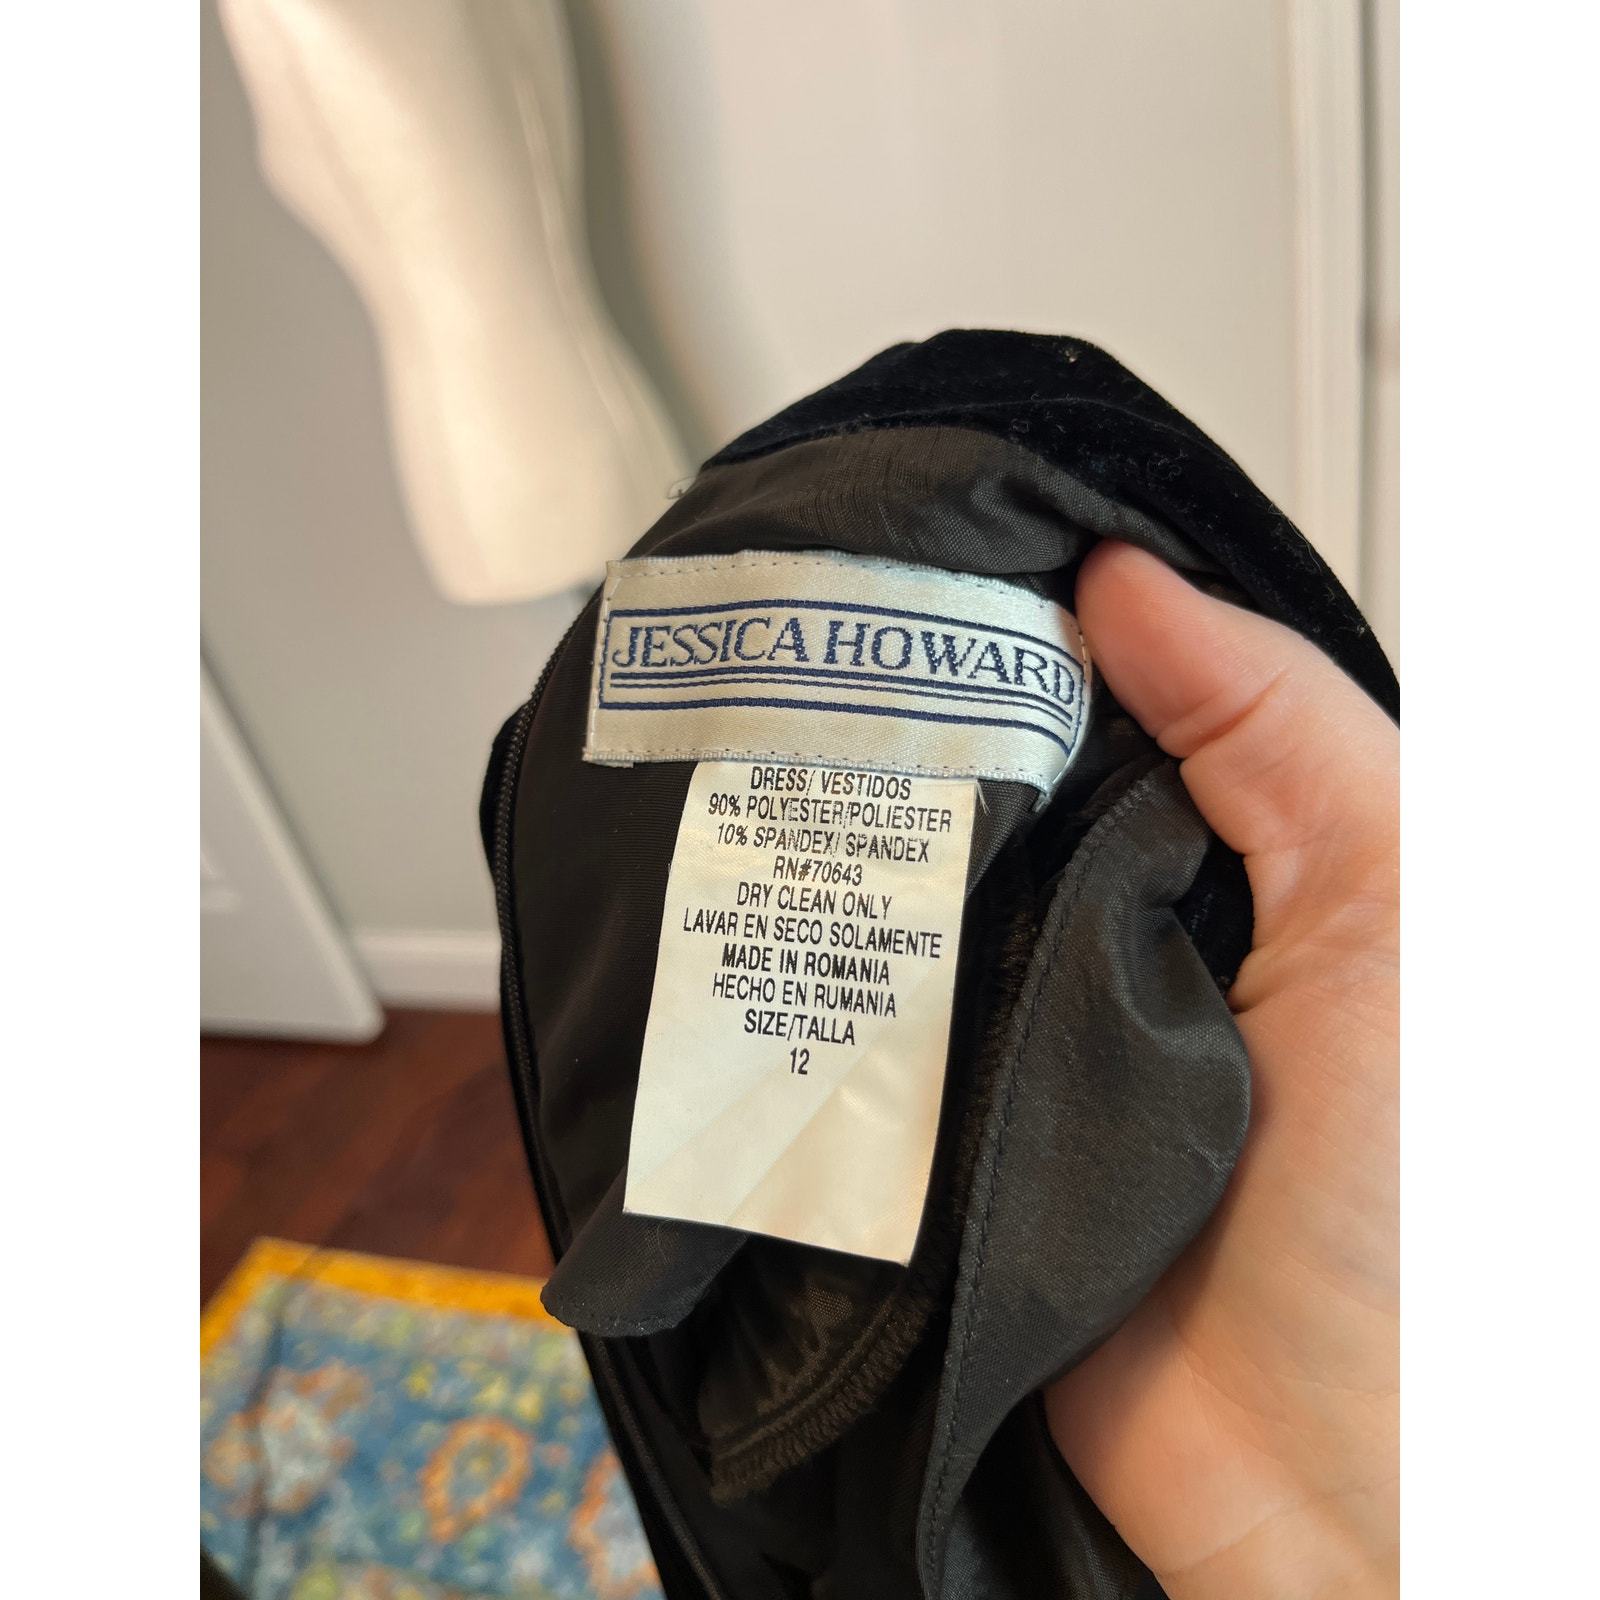 JESSICA HOWARD
DRESS/ VESTIDOS
90% POLYESTER/POLIESTER
10% SPANDEX/ SPANDEX
RN#70643
DRY CLEAN ONLY
LAVAR EN SECO SOLAMENTE
MADE IN ROMANIA
HECHO EN RUMANIA
SIZE/TALLA
12